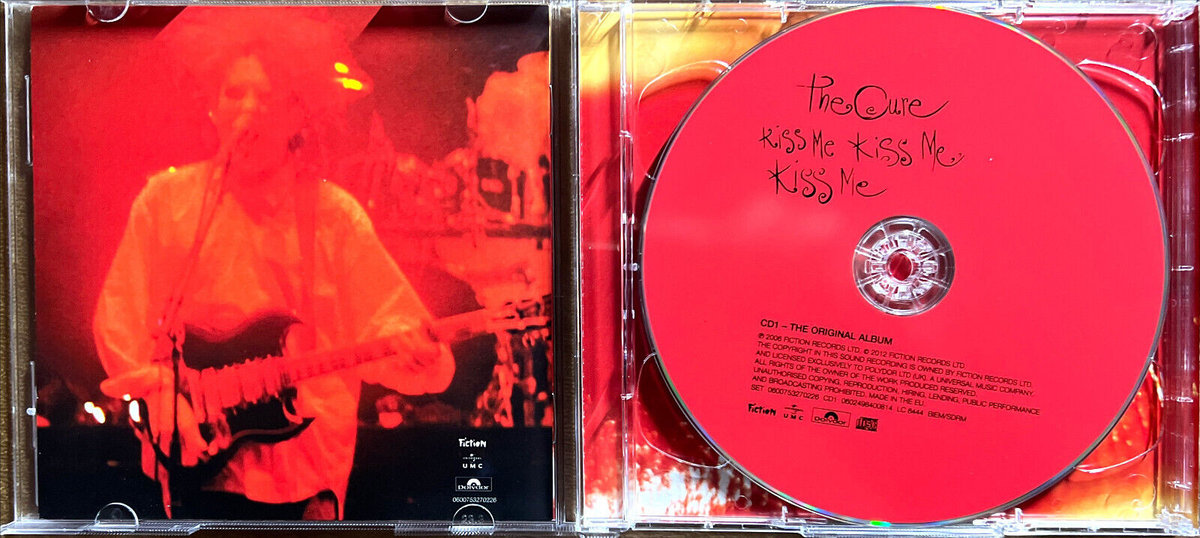 Fiction
UMC
Polydor
0600753270226
The Cure
Kiss Me Kiss Me
Kiss Me
CD1 – THE ORIGINAL ALBUM
℗ 2006 FICTION RECORDS LTD. © 2012 FICTION RECORDS LTD.
THE COPYRIGHT IN THIS SOUND RECORDING IS OWNED BY FICTION RECORDS LTD.
AND LICENSED EXCLUSIVELY TO POLYDOR LTD (UK). A UNIVERSAL MUSIC COMPANY.
ALL RIGHTS OF THE OWNER OF THE WORK PRODUCED RESERVED.
UNAUTHORISED COPYING, REPRODUCTION, HIRING, LENDING, PUBLIC PERFORMANCE
AND BROADCASTING PROHIBITED. MADE IN THE EU
SET 0600753270226 CD1 0602498400814 LC 6444 BIEM/SDRM
Fiction UMC Polydor disc